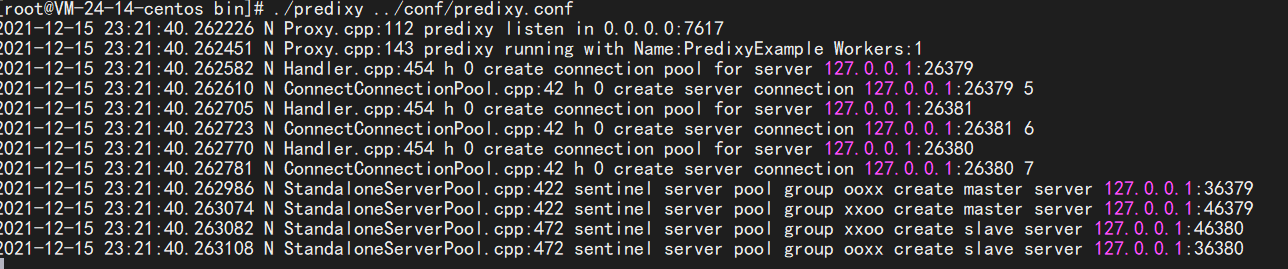 [root@VM-24-14-centos bin]# ./predixy ../conf/predixy.conf
2021-12-15 23:21:40.262226 N Proxy.cpp:112 predixy listen in 0.0.0.0:7617
2021-12-15 23:21:40.262451 N Proxy.cpp:143 predixy running with Name:PredixyExample Workers:1
2021-12-15 23:21:40.262582 N Handler.cpp:454 h 0 create connection pool for server 127.0.0.1:26379
2021-12-15 23:21:40.262610 N ConnectConnectionPool.cpp:42 h 0 create server connection 127.0.0.1:26379 5
2021-12-15 23:21:40.262705 N Handler.cpp:454 h 0 create connection pool for server 127.0.0.1:26381
2021-12-15 23:21:40.262723 N ConnectConnectionPool.cpp:42 h 0 create server connection 127.0.0.1:26381 6
2021-12-15 23:21:40.262770 N Handler.cpp:454 h 0 create connection pool for server 127.0.0.1:26380
2021-12-15 23:21:40.262781 N ConnectConnectionPool.cpp:42 h 0 create server connection 127.0.0.1:26380 7
2021-12-15 23:21:40.262986 N StandaloneServerPool.cpp:422 sentinel server pool group ooxx create master server 127.0.0.1:36379
2021-12-15 23:21:40.263074 N StandaloneServerPool.cpp:422 sentinel server pool group xxoo create master server 127.0.0.1:46379
2021-12-15 23:21:40.263082 N StandaloneServerPool.cpp:472 sentinel server pool group xxoo create slave server 127.0.0.1:46380
2021-12-15 23:21:40.263108 N StandaloneServerPool.cpp:472 sentinel server pool group ooxx create slave server 127.0.0.1:36380